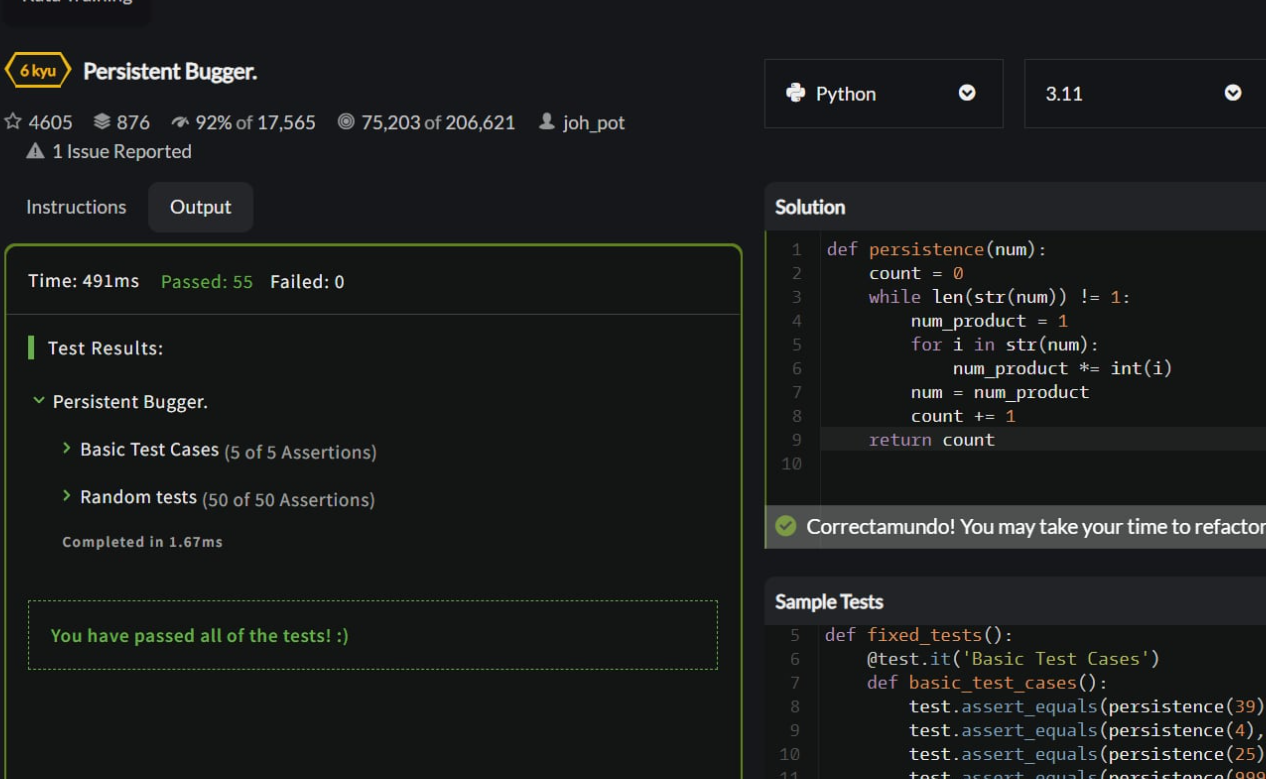 6 kyu Persistent Bugger.
4605 876 92% of 17,565 75,203 of 206,621 joh_pot
1 Issue Reported
Instructions Output
Time: 491ms Passed: 55 Failed: 0
Test Results:
Persistent Bugger.
Basic Test Cases (5 of 5 Assertions)
Random tests (50 of 50 Assertions)
Completed in 1.67ms
You have passed all of the tests! :)
Python 3.11
Solution
1 def persistence(num):
2     count = 0
3     while len(str(num)) != 1:
4         num_product = 1
5         for i in str(num):
6             num_product *= int(i)
7         num = num_product
8         count += 1
9     return count
10
Correctamundo! You may take your time to refactor
Sample Tests
5 def fixed_tests():
6     @test.it('Basic Test Cases')
7     def basic_test_cases():
8         test.assert_equals(persistence(39)
9         test.assert_equals(persistence(4),
10         test.assert_equals(persistence(25)
11         test.assert_equals(persistence(999